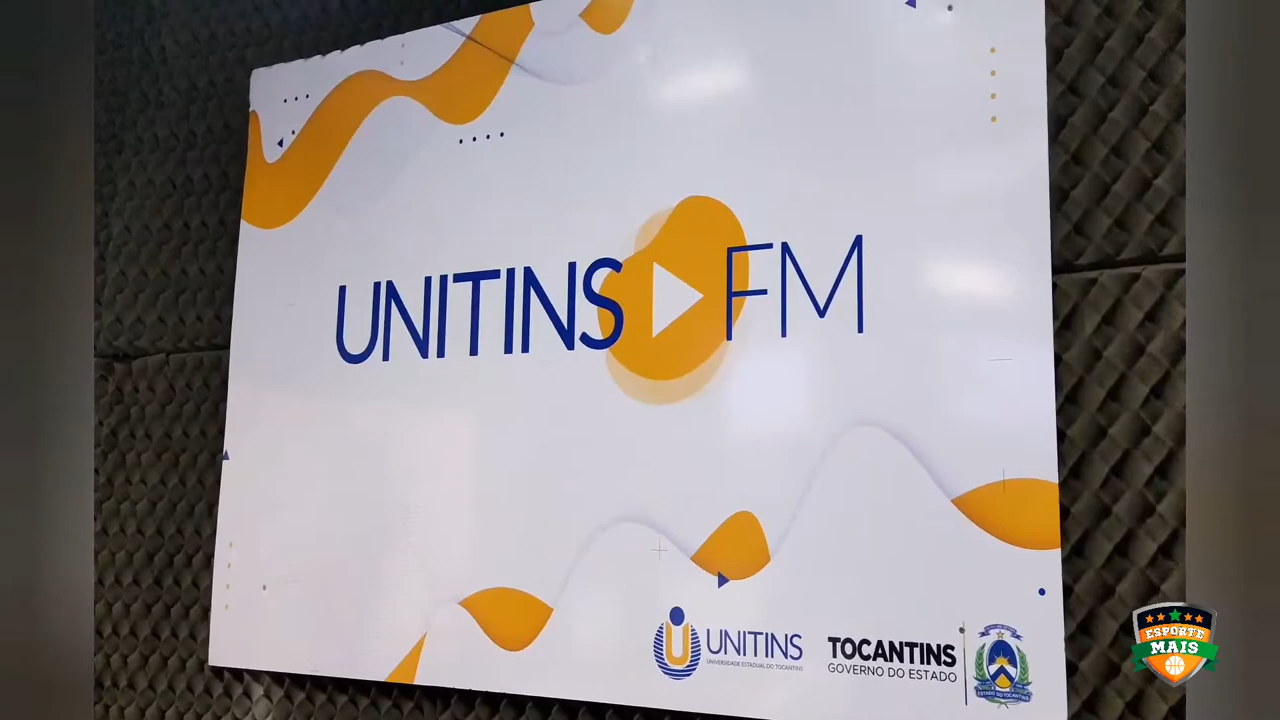 UNITINS FM
UNITINS
UNIVERSIDADE ESTADUAL DO TOCANTINS
TOCANTINS
GOVERNO DO ESTADO
ESTADO DO TOCANTINS
ESPORTE
MAIS